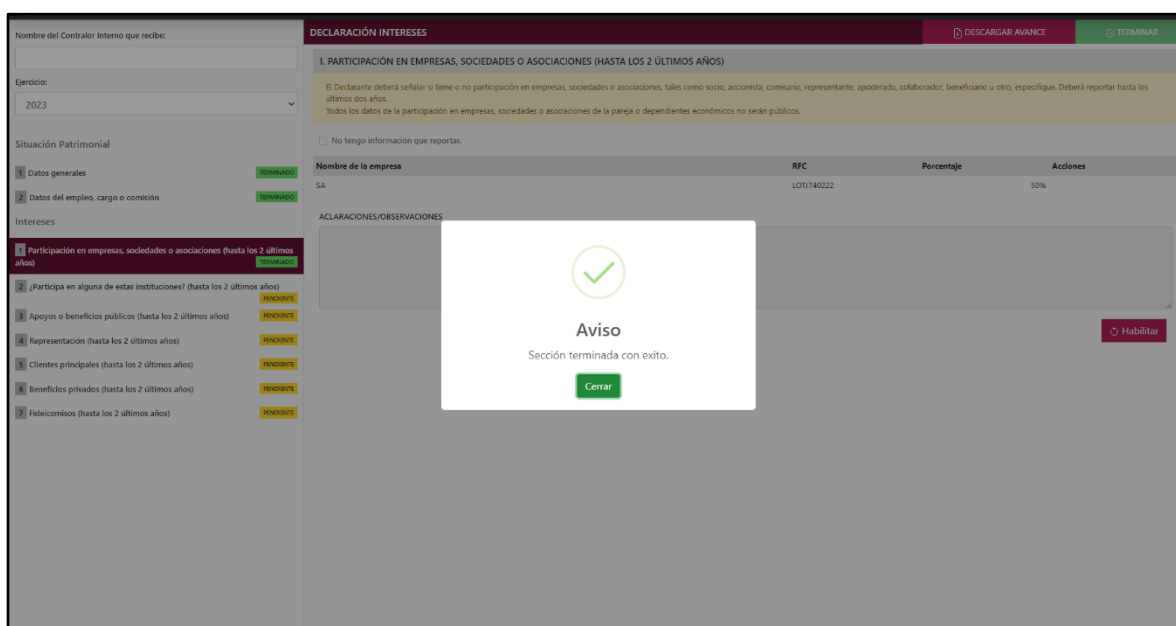 Nombre del Contralor Interno que recibe:
Ejercicio:
2023
Situación Patrimonial
1 Datos generales TERMINADO
2 Datos del empleo, cargo o comisión TERMINADO
Intereses
1 Participación en empresas, sociedades o asociaciones (hasta los 2 últimos
años) TERMINADO
2 ¿Participa en alguna de estas instituciones? (hasta los 2 últimos años)
PENDIENTE
3 Apoyos o beneficios públicos (hasta los 2 últimos años) PENDIENTE
4 Representación (hasta los 2 últimos años) PENDIENTE
5 Clientes principales (hasta los 2 últimos años) PENDIENTE
6 Beneficios privados (hasta los 2 últimos años) PENDIENTE
7 Fideicomisos (hasta los 2 últimos años) PENDIENTE
DECLARACIÓN INTERESES
DESCARGAR AVANCE
TERMINAR
1. PARTICIPACIÓN EN EMPRESAS, SOCIEDADES O ASOCIACIONES (HASTA LOS 2 ÚLTIMOS AÑOS)
El Declarante deberá señalar si tiene o no participación en empresas, sociedades o asociaciones, tales como socio, accionista, comisario, representante, apoderado, colaborador, beneficiario u otro, especifique. Deberá reportar hasta los
últimos dos años.
Todos los datos de la participación en empresas, sociedades o asociaciones de la pareja o dependientes económicos no serán públicos.
No tengo información que reportar.
Nombre de la empresa RFC Porcentaje Acciones
SA LOTI740222 50%
ACLARACIONES/OBSERVACIONES
Habilitar
Aviso
Sección terminada con exito.
Cerrar